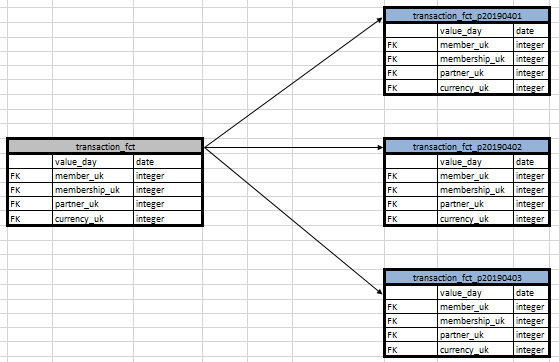 transaction_fct_p20190401
value_day date
FK member_uk integer
FK membership_uk integer
FK partner_uk integer
FK currency_uk integer
transaction_fct
value_day date
FK member_uk integer
FK membership_uk integer
FK partner_uk integer
FK currency_uk integer
transaction_fct_p20190402
value_day date
FK member_uk integer
FK membership_uk integer
FK partner_uk integer
FK currency_uk integer
transaction_fct_p20190403
value_day date
FK member_uk integer
FK membership_uk integer
FK partner_uk integer
FK currency_uk integer